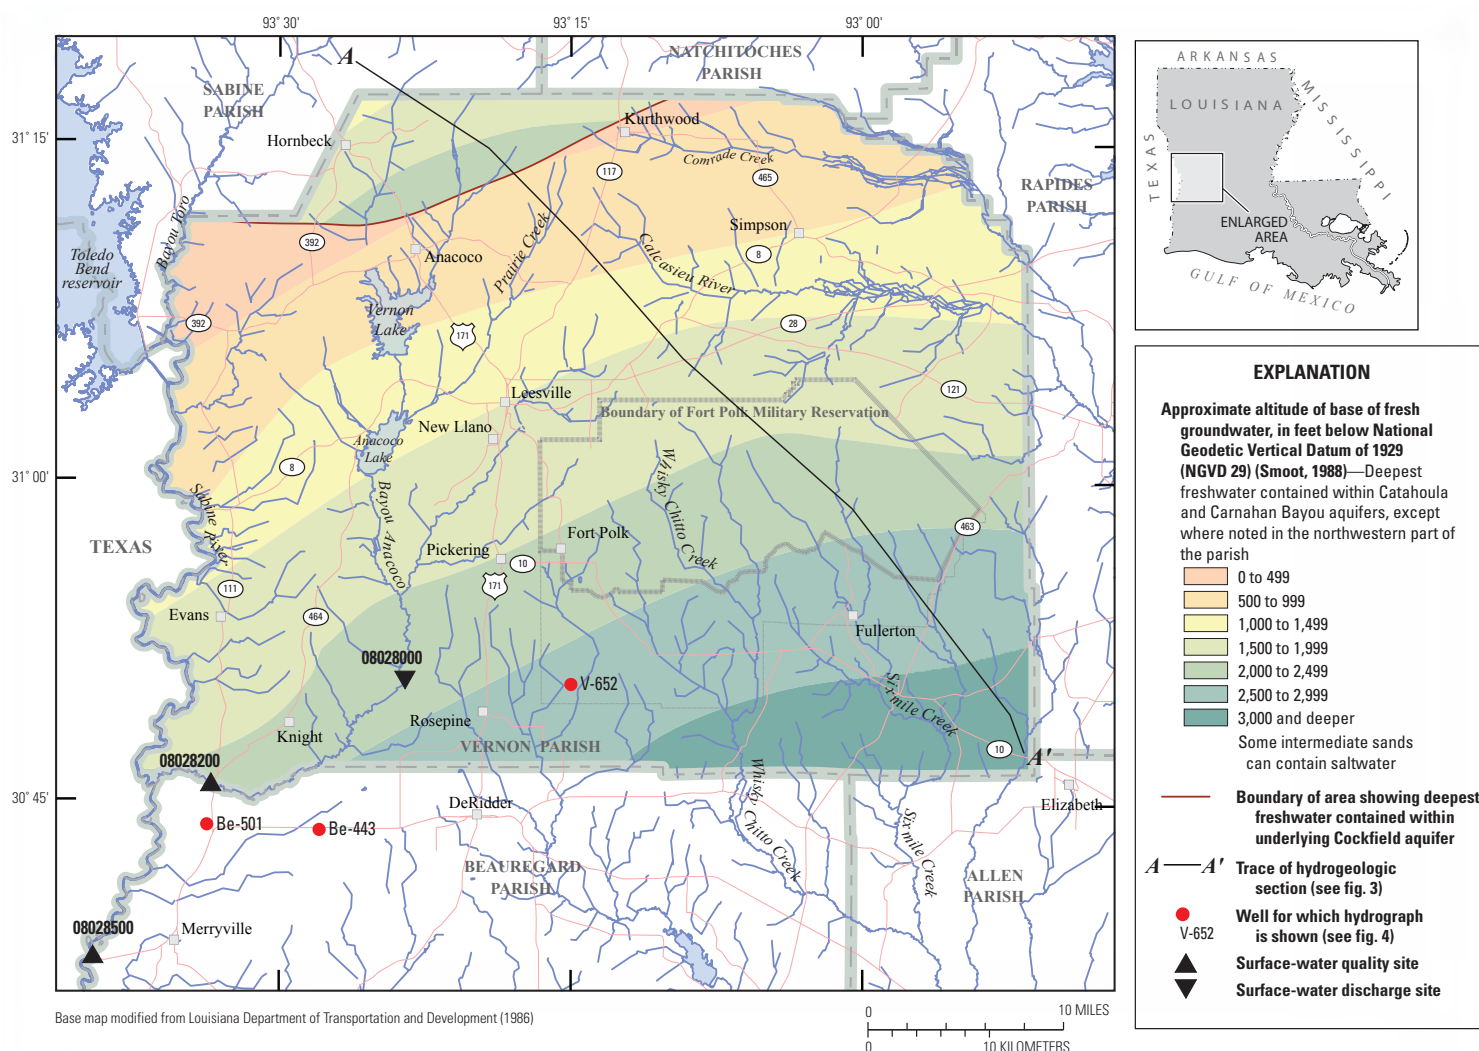 93° 30'
93° 15'
93° 00'
31° 15'
31° 00'
30° 45'
A
NATCHITOCHES
PARISH
SABINE
PARISH
Hornbeck
Kurthwood
Comrade Creek
117
465
RAPIDES
PARISH
Bayou Toro
Toledo
Bend
reservoir
392
Anacoco
Prairie Creek
Simpson
8
Calcasieu River
Vernon
Lake
392
171
28
121
Leesville
Boundary of Fort Polk Military Reservation
New Llano
Anacoco
Lake
8
Whisky Chitto Creek
Sabine River
Bayou Anacoco
463
TEXAS
Fort Polk
Pickering
10
171
111
Evans
464
Fullerton
08028000
V-652
Sixmile Creek
Rosepine
Knight
VERNON PARISH
10
A'
08028200
Whisky Chitto Creek
Be-501
Be-443
DeRidder
Elizabeth
Sixmile Creek
BEAUREGARD
PARISH
ALLEN
PARISH
08028500
Merryville
Base map modified from Louisiana Department of Transportation and Development (1986)
0 10 MILES
0 10 KILOMETERS
ARKANSAS
LOUISIANA
MISSISSIPPI
TEXAS
ENLARGED
AREA
GULF OF MEXICO
EXPLANATION
Approximate altitude of base of fresh
groundwater, in feet below National
Geodetic Vertical Datum of 1929
(NGVD 29) (Smoot, 1988)—Deepest
freshwater contained within Catahoula
and Carnahan Bayou aquifers, except
where noted in the northwestern part of
the parish
0 to 499
500 to 999
1,000 to 1,499
1,500 to 1,999
2,000 to 2,499
2,500 to 2,999
3,000 and deeper
Some intermediate sands
can contain saltwater
Boundary of area showing deepest
freshwater contained within
underlying Cockfield aquifer
A A' Trace of hydrogeologic
section (see fig. 3)
Well for which hydrograph
V-652 is shown (see fig. 4)
Surface-water quality site
Surface-water discharge site